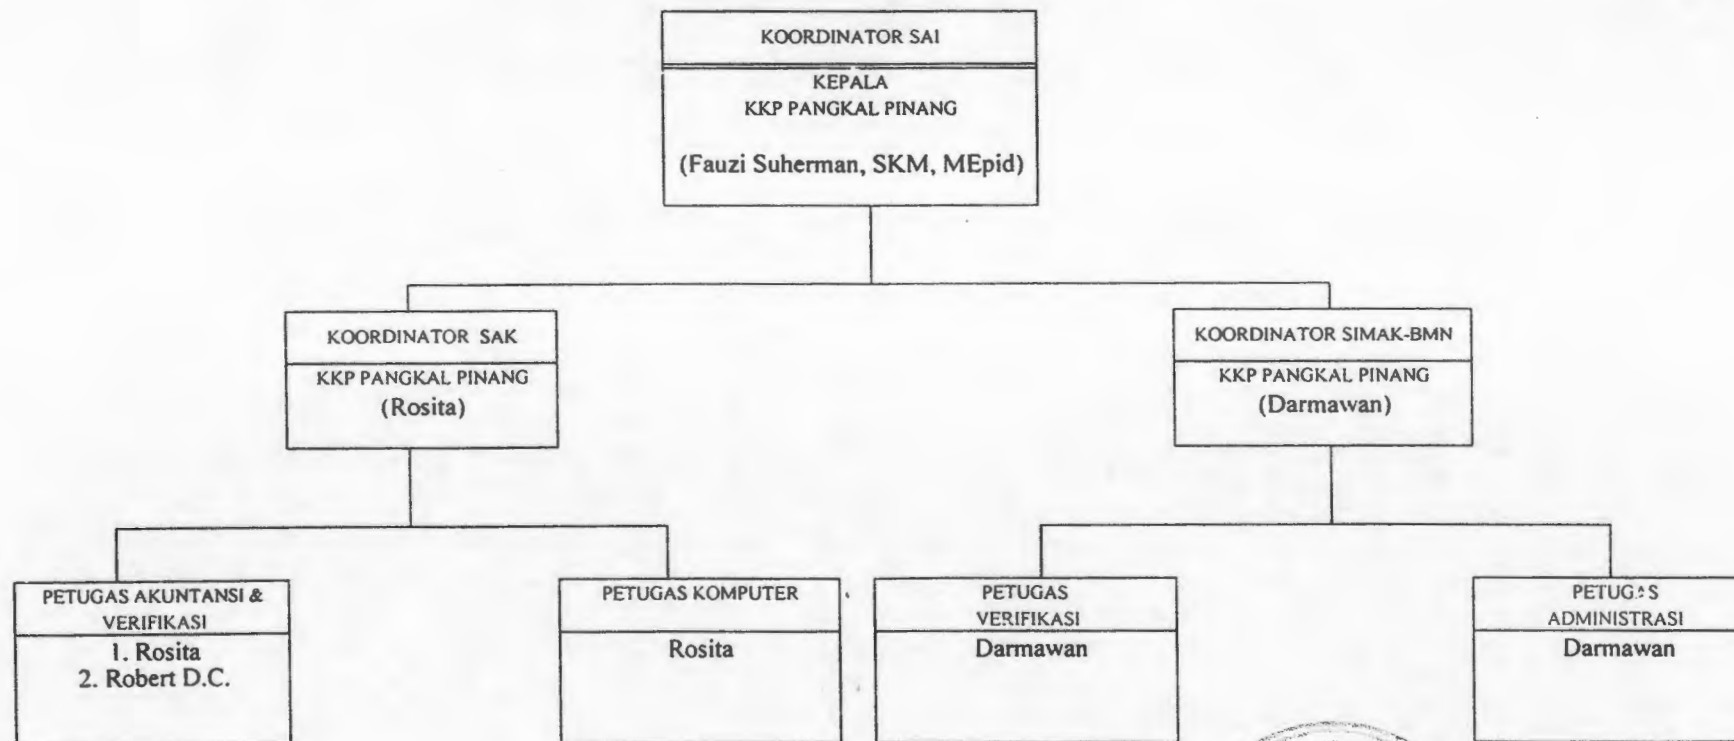 KOORDINATOR SAI
KEPALA
KKP PANGKAL PINANG
(Fauzi Suherman, SKM, MEpid)
KOORDINATOR SAK
KKP PANGKAL PINANG
(Rosita)
KOORDINATOR SIMAK-BMN
KKP PANGKAL PINANG
(Darmawan)
PETUGAS AKUNTANSI &
VERIFIKASI
1. Rosita
2. Robert D.C.
PETUGAS KOMPUTER
Rosita
PETUGAS
VERIFIKASI
Darmawan
PETUGAS
ADMINISTRASI
Darmawan